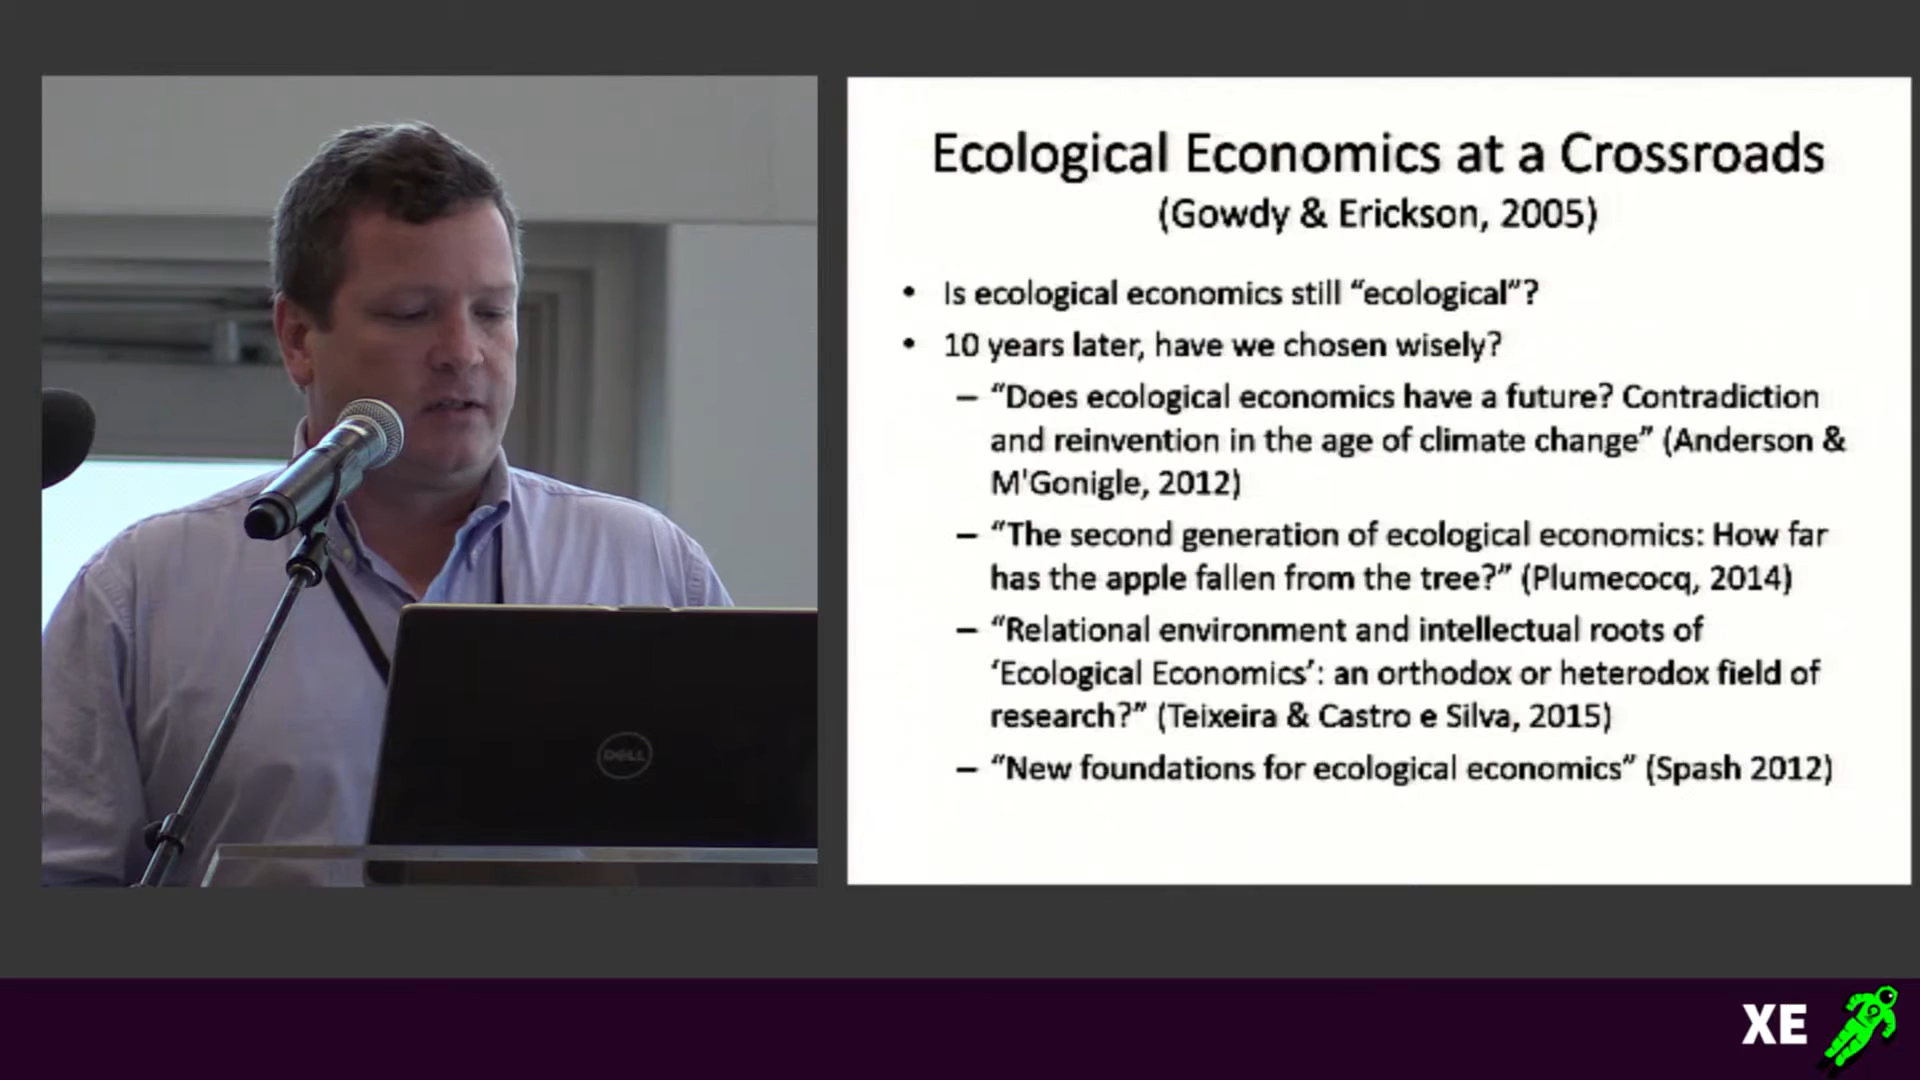 Ecological Economics at a Crossroads
(Gowdy & Erickson, 2005)
• Is ecological economics still “ecological”?
• 10 years later, have we chosen wisely?
– “Does ecological economics have a future? Contradiction
and reinvention in the age of climate change” (Anderson &
M'Gonigle, 2012)
– “The second generation of ecological economics: How far
has the apple fallen from the tree?” (Plumecocq, 2014)
– “Relational environment and intellectual roots of
‘Ecological Economics’: an orthodox or heterodox field of
research?” (Teixeira & Castro e Silva, 2015)
– “New foundations for ecological economics” (Spash 2012)
DELL
XE